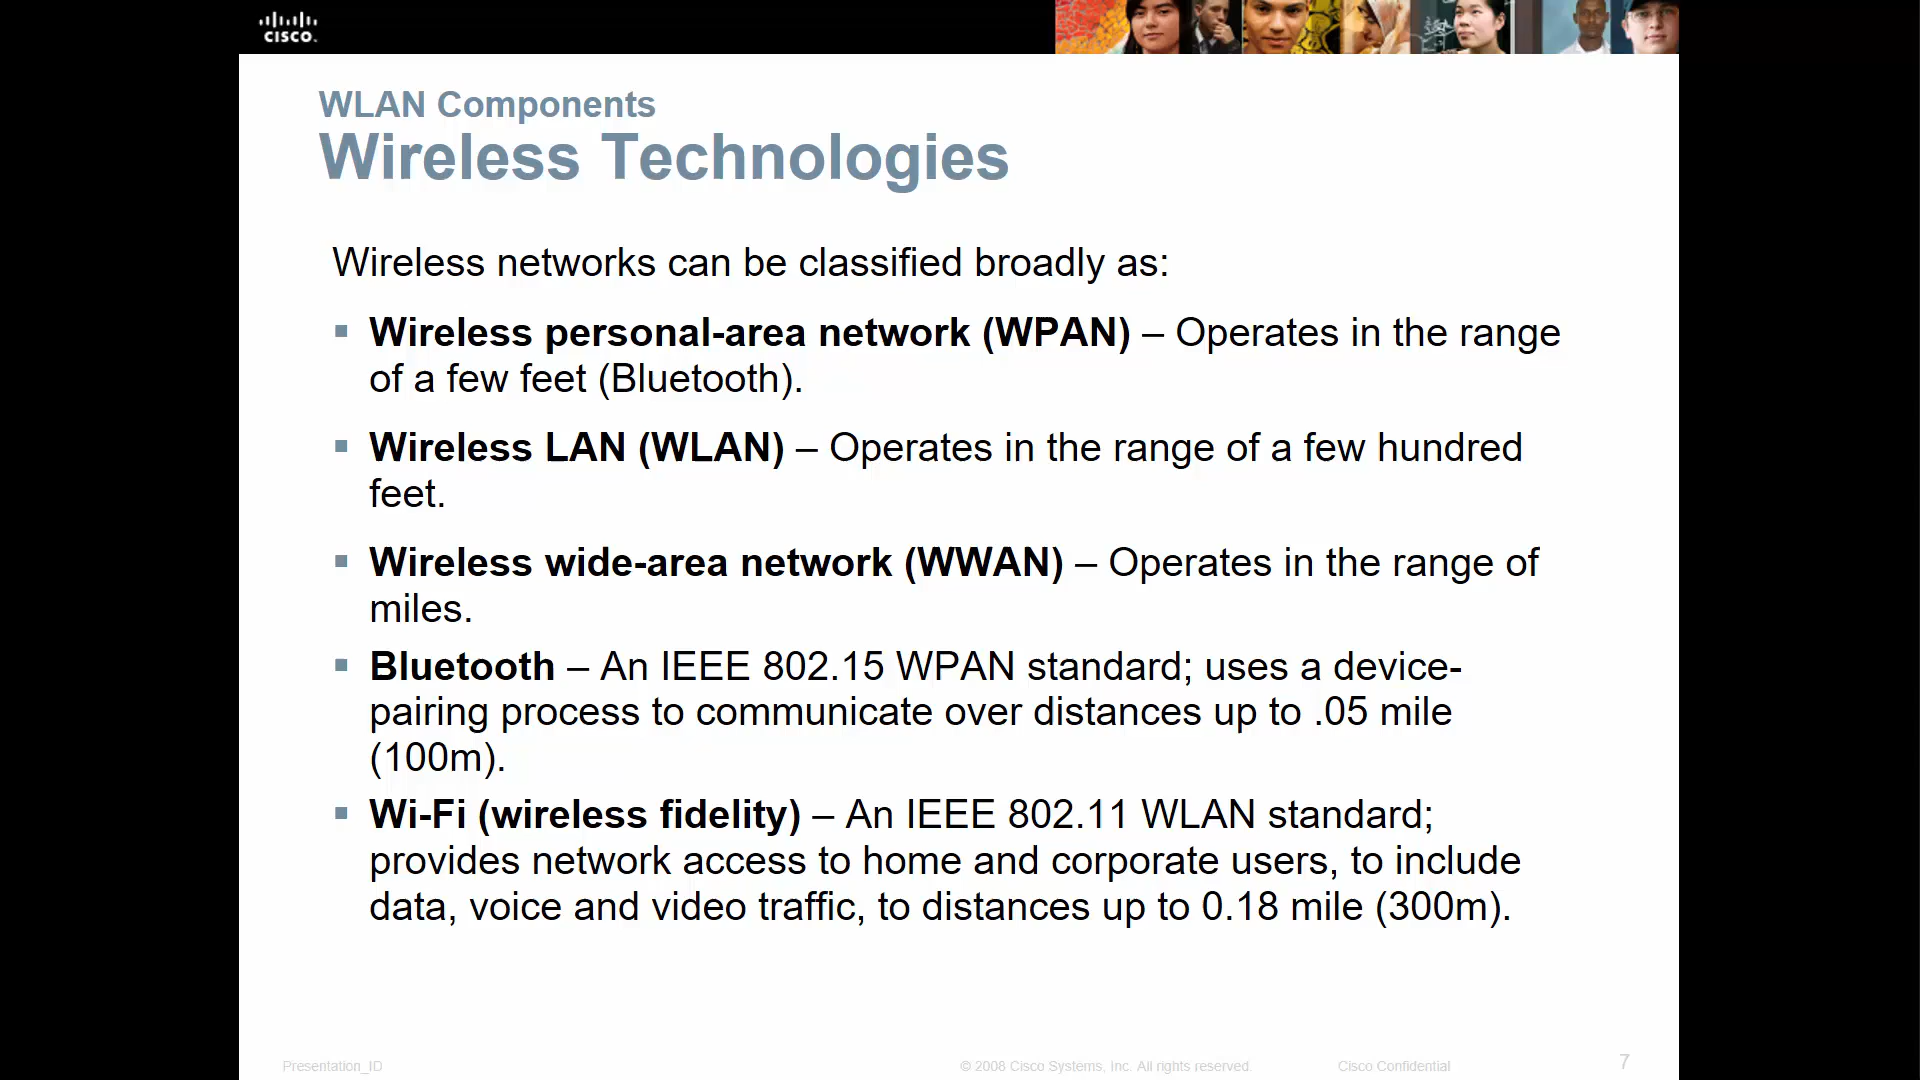 CISCO.
WLAN Components
Wireless Technologies
Wireless networks can be classified broadly as:
▪ Wireless personal-area network (WPAN) – Operates in the range
of a few feet (Bluetooth).
▪ Wireless LAN (WLAN) – Operates in the range of a few hundred
feet.
▪ Wireless wide-area network (WWAN) – Operates in the range of
miles.
▪ Bluetooth – An IEEE 802.15 WPAN standard; uses a device-
pairing process to communicate over distances up to .05 mile
(100m).
▪ Wi-Fi (wireless fidelity) – An IEEE 802.11 WLAN standard;
provides network access to home and corporate users, to include
data, voice and video traffic, to distances up to 0.18 mile (300m).
Presentation_ID © 2008 Cisco Systems, Inc. All rights reserved. Cisco Confidential 7